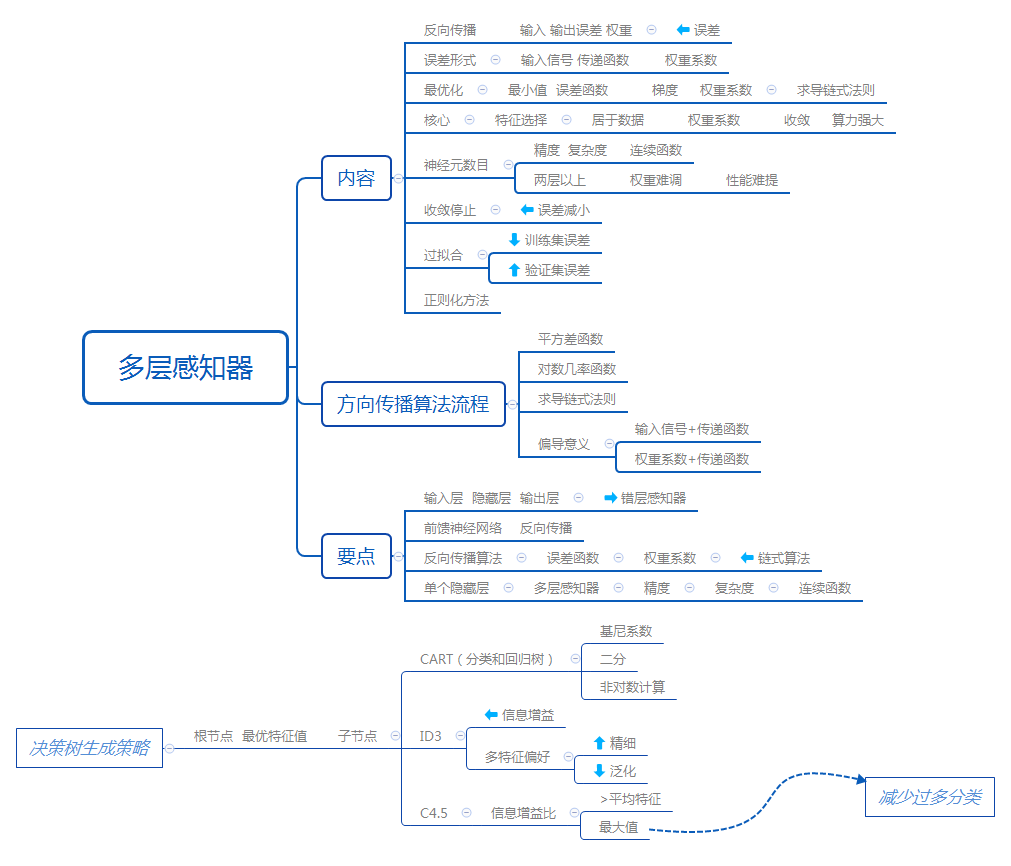 反向传播 输入 输出误差 权重 误差
误差形式 输入信号 传递函数 权重系数
最优化 最小值 误差函数 梯度 权重系数 求导链式法则
核心 特征选择 居于数据 权重系数 收敛 算力强大
精度 复杂度 连续函数
神经元数目
两层以上 权重难调 性能难提
内容
收敛停止 误差减小
训练集误差
过拟合
验证集误差
正则化方法
平方差函数
多层感知器
对数几率函数
方向传播算法流程
求导链式法则
输入信号+传递函数
偏导意义
权重系数+传递函数
输入层 隐藏层 输出层 错层感知器
前馈神经网络 反向传播
要点
反向传播算法 误差函数 权重系数 链式算法
单个隐藏层 多层感知器 精度 复杂度 连续函数
基尼系数
CART（分类和回归树） 二分
非对数计算
信息增益
决策树生成策略 根节点 最优特征值 子节点 ID3
多特征偏好
精细
泛化
>平均特征
C4.5 信息增益比
最大值
减少过多分类